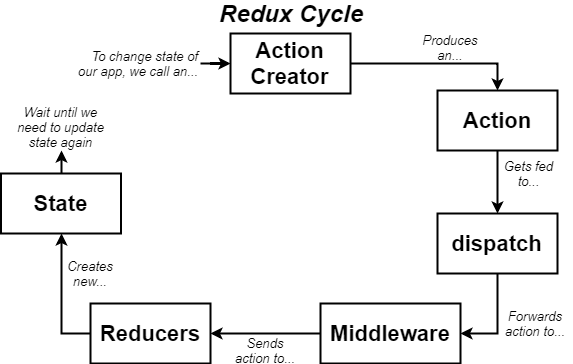 Redux Cycle
To change state of
our app, we call an...
Action
Creator
Produces
an...
Action
Gets fed
to...
dispatch
Forwards
action to...
Middleware
Sends
action to...
Reducers
Creates
new...
State
Wait until we
need to update
state again